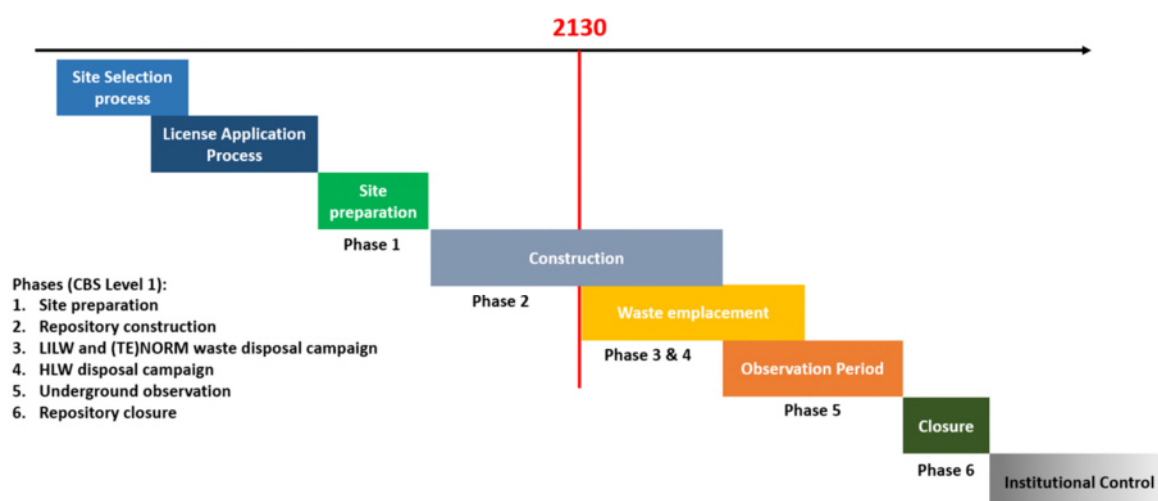 2130
Site Selection
process
License Application
Process
Site
preparation
Phase 1
Construction
Phase 2
Phases (CBS Level 1):
1. Site preparation
2. Repository construction
3. LILW and (TE)NORM waste disposal campaign
4. HLW disposal campaign
5. Underground observation
6. Repository closure
Waste emplacement
Phase 3 & 4
Observation Period
Phase 5
Closure
Phase 6
Institutional Control